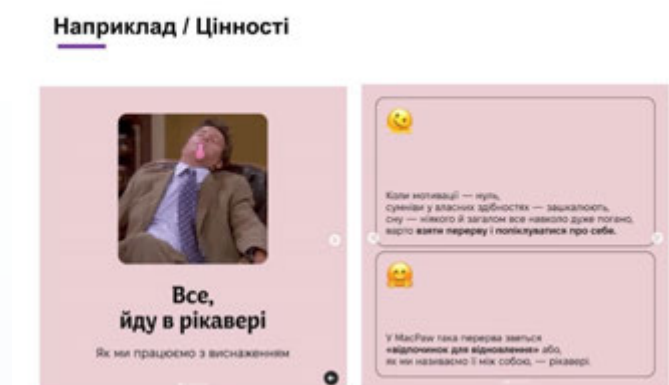 Наприклад / Цінності
Все,
йду в рікавері
Як ми працюємо з виснаженням
Коли мотивації — нуль,
сумніви у власних здібностях — зашкалюють,
сну — ніякого й загалом все навколо дуже погано,
варто взяти перерву і попіклуватися про себе.
У MacPaw така перерва зветься
«відпочинок для відновлення» або,
як ми називаємо її між собою, — рікавері.